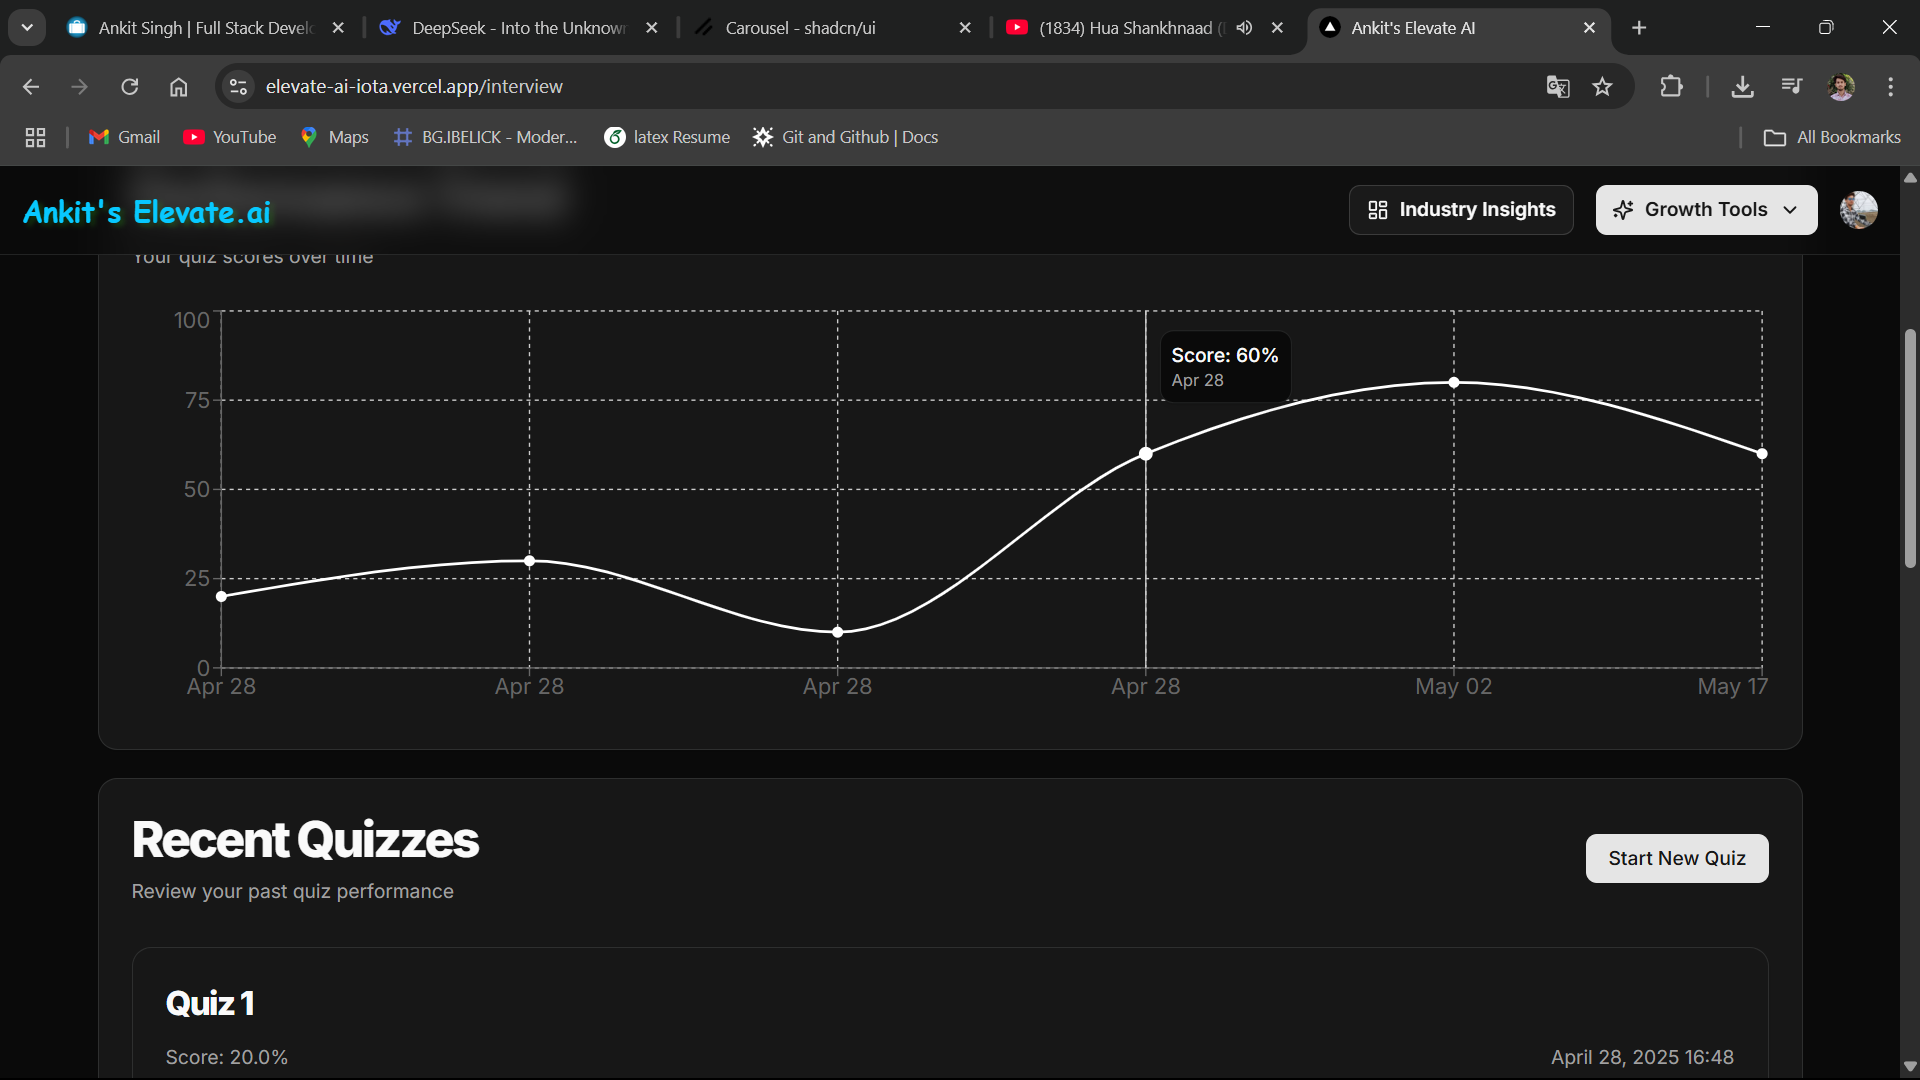 Ankit Singh | Full Stack Develo
DeepSeek - Into the Unknown
Carousel - shadcn/ui
(1834) Hua Shankhnaad (
Ankit's Elevate AI
elevate-ai-iota.vercel.app/interview
Gmail
YouTube
Maps
BG.IBELICK - Moder...
latex Resume
Git and Github | Docs
All Bookmarks
Ankit's Elevate.ai
Industry Insights
Growth Tools
Your quiz scores over time
100
75
50
25
0
Score: 60%
Apr 28
Apr 28
Apr 28
Apr 28
Apr 28
May 02
May 17
Recent Quizzes
Review your past quiz performance
Start New Quiz
Quiz 1
Score: 20.0%
April 28, 2025 16:48